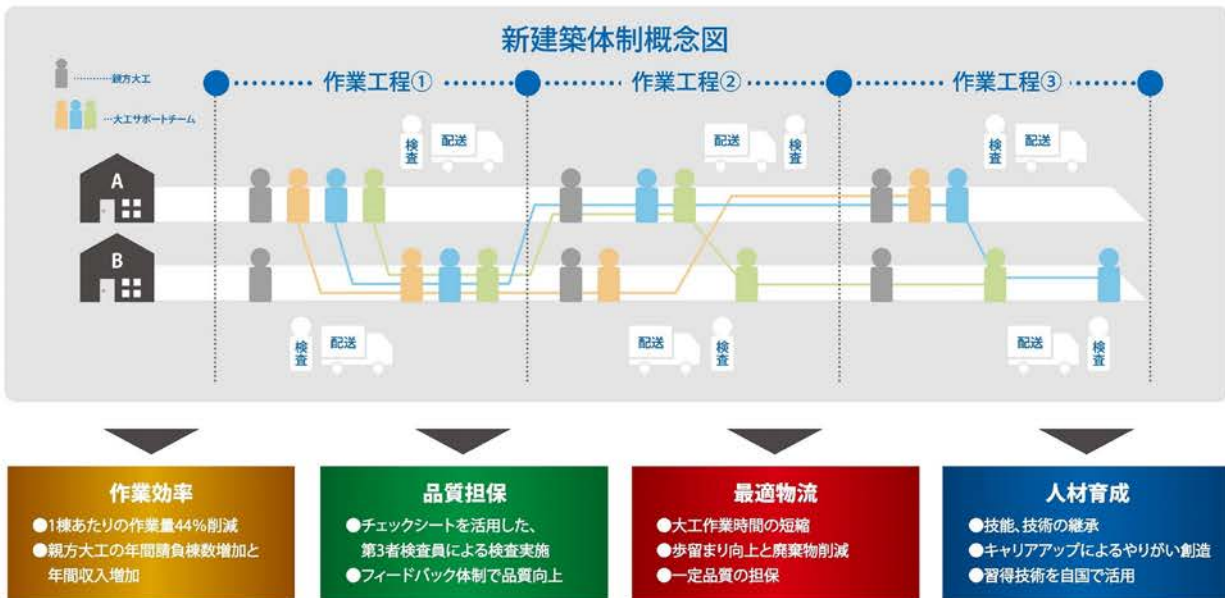 新建築体制概念図
…………親方大工
…大工サポートチーム
作業工程①
作業工程②
作業工程③
検査
配送
配送
検査
検査
配送
A
B
検査
配送
配送
検査
配送
検査
作業効率
●1棟あたりの作業量44%削減
●親方大工の年間請負棟数増加と
年間収入増加
品質担保
●チェックシートを活用した、
第3者検査員による検査実施
●フィードバック体制で品質向上
最適物流
●大工作業時間の短縮
●歩留まり向上と廃棄物削減
●一定品質の担保
人材育成
●技能、技術の継承
●キャリアアップによるやりがい創造
●習得技術を自国で活用